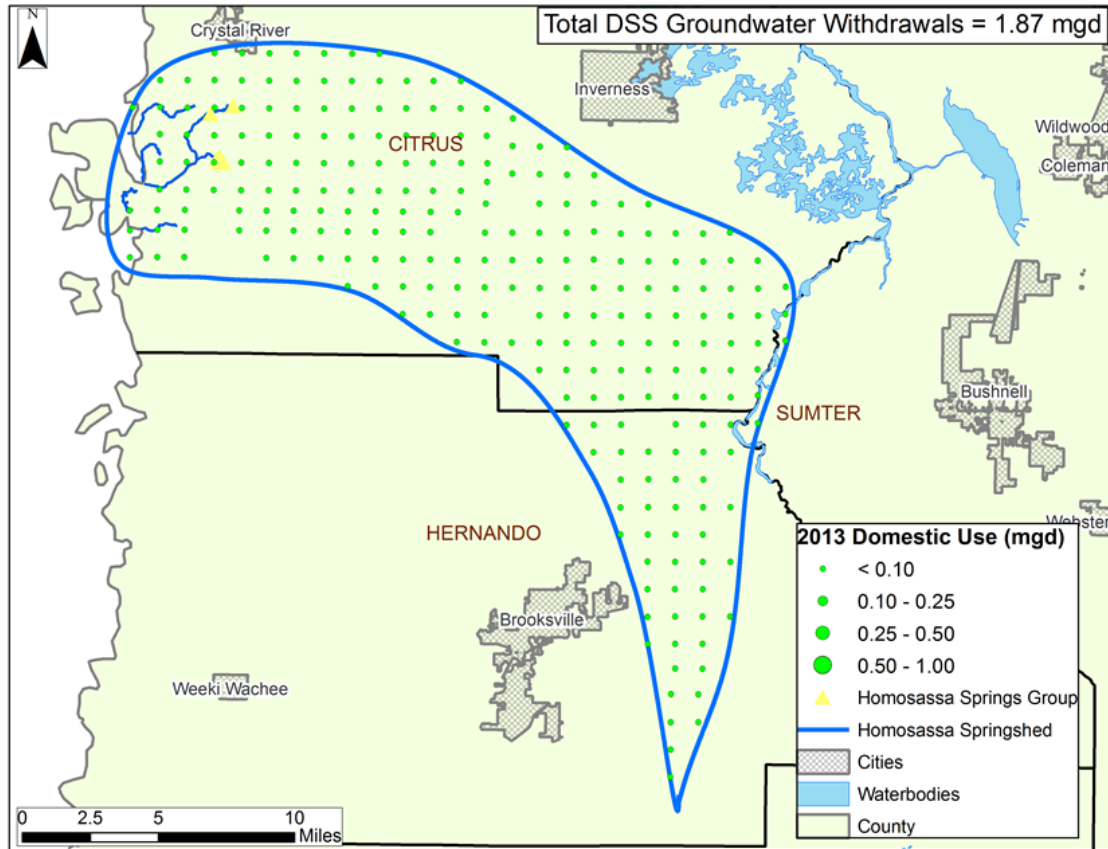 N
Total DSS Groundwater Withdrawals = 1.87 mgd
Crystal River
Inverness
CITRUS
Wildwood
Coleman
Bushnell
SUMTER
HERNANDO
Webster
Brooksville
Weeki Wachee
2013 Domestic Use (mgd)
< 0.10
0.10 - 0.25
0.25 - 0.50
0.50 - 1.00
Homosassa Springs Group
Homosassa Springshed
Cities
Waterbodies
County
0 2.5 5 10
Miles